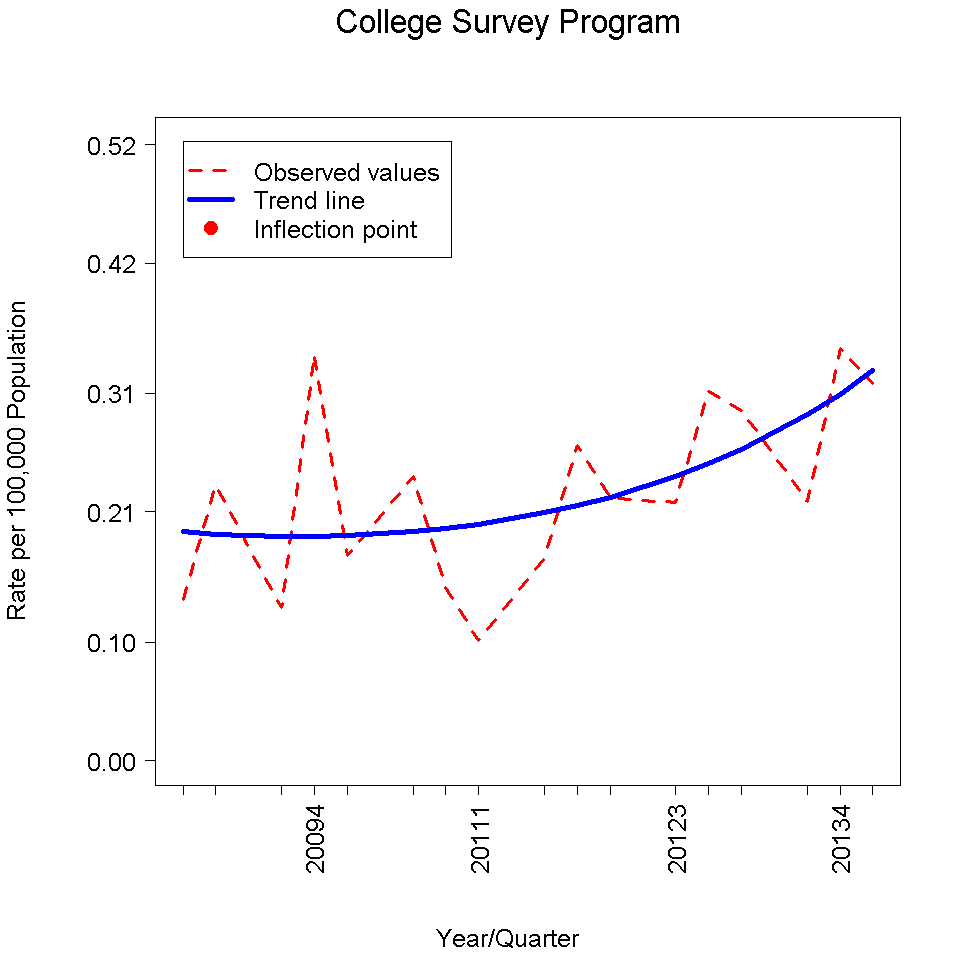 College Survey Program
0.52
0.42
0.31
0.21
0.10
0.00
Observed values
Trend line
Inflection point
Rate per 100,000 Population
20094
20111
20123
20134
Year/Quarter